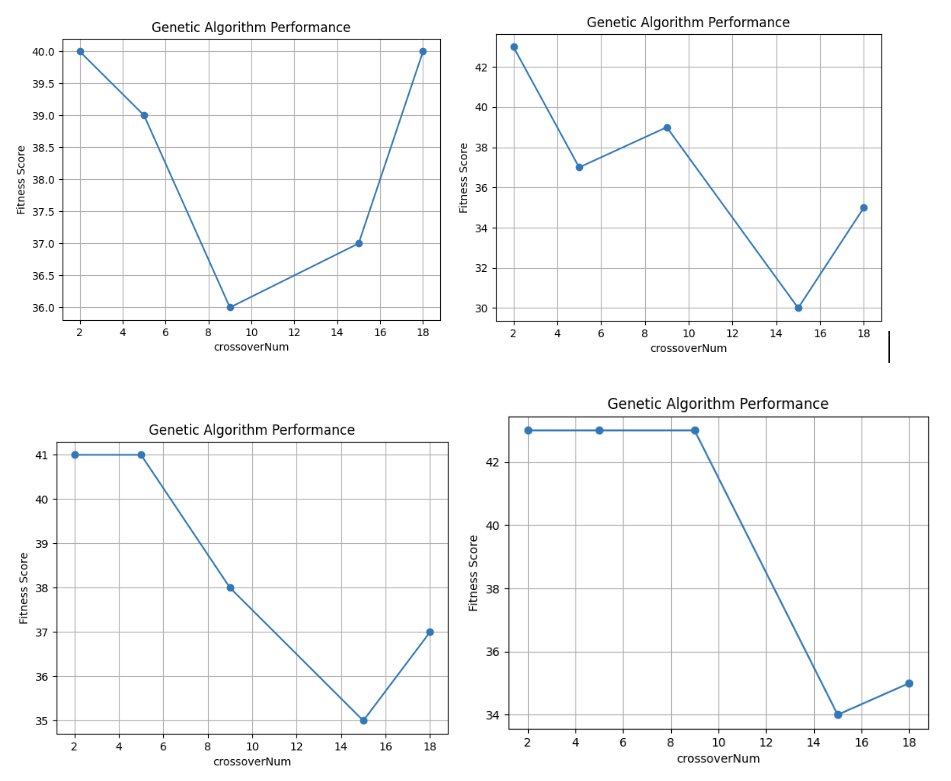 Genetic Algorithm Performance
40.0
39.5
39.0
38.5
38.0
37.5
37.0
36.5
36.0
Fitness Score
2 4 6 8 10 12 14 16 18
crossoverNum
Genetic Algorithm Performance
42
40
38
36
34
32
30
Fitness Score
2 4 6 8 10 12 14 16 18
crossoverNum
Genetic Algorithm Performance
41
40
39
38
37
36
35
Fitness Score
2 4 6 8 10 12 14 16 18
crossoverNum
Genetic Algorithm Performance
42
40
38
36
34
Fitness Score
2 4 6 8 10 12 14 16 18
crossoverNum